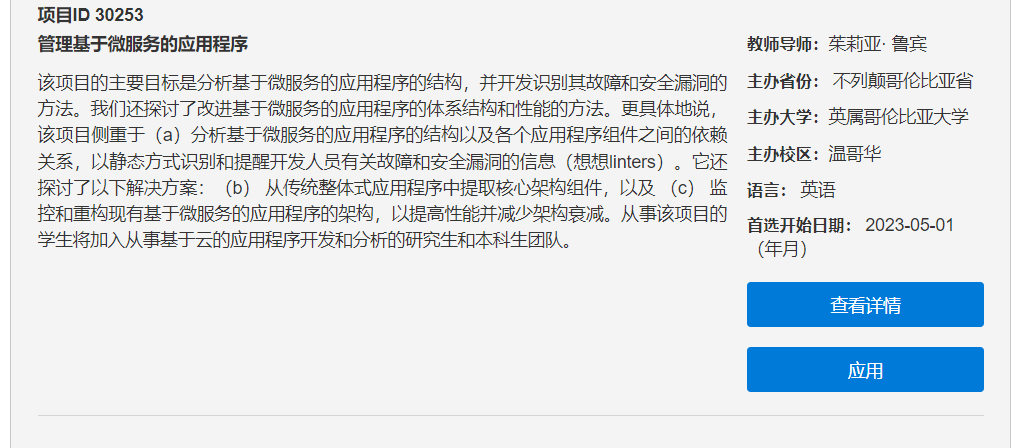 项目ID 30253
管理基于微服务的应用程序
该项目的主要目标是分析基于微服务的应用程序的结构，并开发识别其故障和安全漏洞的
方法。我们还探讨了改进基于微服务的应用程序的体系结构和性能的方法。更具体地说，
该项目侧重于（a）分析基于微服务的应用程序的结构以及各个应用程序组件之间的依赖
关系，以静态方式识别和提醒开发人员有关故障和安全漏洞的信息（想想linters）。它还
探讨了以下解决方案：（b） 从传统整体式应用程序中提取核心架构组件，以及 （c） 监
控和重构现有基于微服务的应用程序的架构，以提高性能并减少架构衰减。从事该项目的
学生将加入从事基于云的应用程序开发和分析的研究生和本科生团队。
教师导师：茱莉亚· 鲁宾
主办省份： 不列颠哥伦比亚省
主办大学：英属哥伦比亚大学
主办校区：温哥华
语言： 英语
首选开始日期： 2023-05-01
（年月）
查看详情
应用